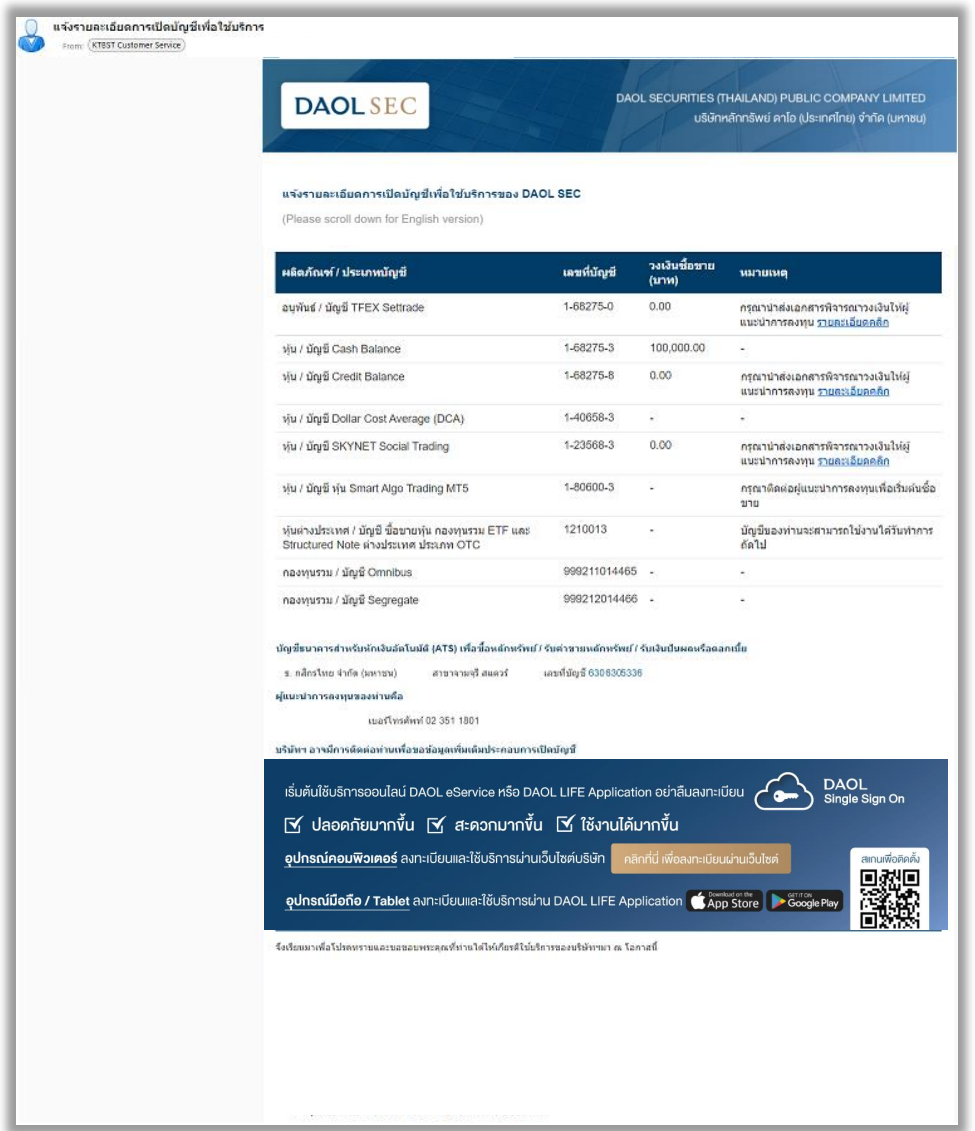 แจ้งรายละเอียดการเปิดบัญชีเพื่อใช้บริการ
From: KTBST Customer Service
DAOL SEC
DAOL SECURITIES (THAILAND) PUBLIC COMPANY LIMITED
บริษัทหลักทรัพย์ ดาโอ (ประเทศไทย) จำกัด (มหาชน)
แจ้งรายละเอียดการเปิดบัญชีเพื่อใช้บริการของ DAOL SEC
(Please scroll down for English version)
ผลิตภัณฑ์ / ประเภทบัญชี เลขที่บัญชี วงเงินซื้อขาย (บาท) หมายเหตุ
อนุพันธ์ / บัญชี TFEX Settrade 1-68275-0 0.00 กรุณานำส่งเอกสารพิจารณาวงเงินให้ผู้
แนะนำการลงทุน รายละเอียดคลิก
หุ้น / บัญชี Cash Balance 1-68275-3 100,000.00 -
หุ้น / บัญชี Credit Balance 1-68275-8 0.00 กรุณานำส่งเอกสารพิจารณาวงเงินให้ผู้
แนะนำการลงทุน รายละเอียดคลิก
หุ้น / บัญชี Dollar Cost Average (DCA) 1-40658-3 - -
หุ้น / บัญชี SKYNET Social Trading 1-23568-3 0.00 กรุณานำส่งเอกสารพิจารณาวงเงินให้ผู้
แนะนำการลงทุน รายละเอียดคลิก
หุ้น / บัญชี หุ้น Smart Algo Trading MT5 1-80600-3 - กรุณาติดต่อผู้แนะนำการลงทุนเพื่อเริ่มต้นซื้อ
ขาย
หุ้นต่างประเทศ / บัญชี ซื้อขายหุ้น กองทุนรวม ETF และ 1210013 - บัญชีของท่านจะสามารถใช้งานได้วันทำการ
Structured Note ต่างประเทศ ประเภท OTC ถัดไป
กองทุนรวม / บัญชี Omnibus 999211014465 - -
กองทุนรวม / บัญชี Segregate 999212014466 - -
บัญชีธนาคารสำหรับหักเงินอัตโนมัติ (ATS) เพื่อซื้อหลักทรัพย์ / รับค่าขายหลักทรัพย์ / รับเงินปันผลหรือดอกเบี้ย
ธ. กสิกรไทย จำกัด (มหาชน) สาขาจามจุรี สแควร์ เลขที่บัญชี 6306305336
ผู้แนะนำการลงทุนของท่านคือ
เบอร์โทรศัพท์ 02 351 1801
บริษัทฯ อาจมีการติดต่อท่านเพื่อขอข้อมูลเพิ่มเติมประกอบการเปิดบัญชี
เริ่มต้นใช้บริการออนไลน์ DAOL eService หรือ DAOL LIFE Application อย่าลืมลงทะเบียน DAOL
Single Sign On
ปลอดภัยมากขึ้น สะดวกมากขึ้น ใช้งานได้มากขึ้น
อุปกรณ์คอมพิวเตอร์ ลงทะเบียนและใช้บริการผ่านเว็บไซต์บริษัท คลิกที่นี่ เพื่อลงทะเบียนผ่านเว็บไซต์
สแกนเพื่อติดตั้ง
อุปกรณ์มือถือ / Tablet ลงทะเบียนและใช้บริการผ่าน DAOL LIFE Application Download on the App Store GET IT ON Google Play
จึงเรียนมาเพื่อโปรดทราบและขอขอบพระคุณที่ท่านได้ให้เกียรติใช้บริการของบริษัทฯมา ณ โอกาสนี้